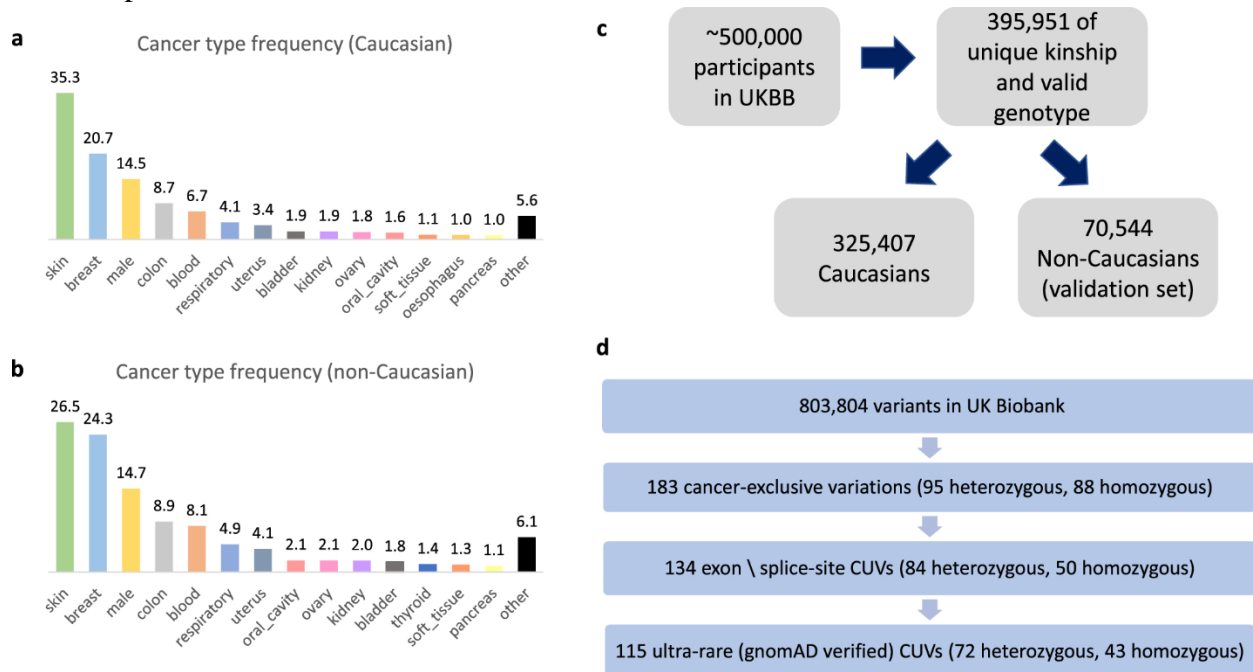 a
Cancer type frequency (Caucasian)
35.3
20.7
14.5
8.7
6.7
4.1
3.4
1.9
1.9
1.8
1.6
1.1
1.0
1.0
5.6
skin
breast
male
colon
blood
respiratory
uterus
bladder
kidney
ovary
oral_cavity
soft_tissue
oesophagus
pancreas
other
b
Cancer type frequency (non-Caucasian)
26.5
24.3
14.7
8.9
8.1
4.9
4.1
2.1
2.1
2.0
1.8
1.4
1.3
1.1
6.1
skin
breast
male
colon
blood
respiratory
uterus
oral_cavity
ovary
kidney
bladder
thyroid
soft_tissue
pancreas
other
c
~500,000
participants
in UKBB
395,951 of
unique kinship
and valid
genotype
325,407
Caucasians
70,544
Non-Caucasians
(validation set)
d
803,804 variants in UK Biobank
183 cancer-exclusive variations (95 heterozygous, 88 homozygous)
134 exon \ splice-site CUVs (84 heterozygous, 50 homozygous)
115 ultra-rare (gnomAD verified) CUVs (72 heterozygous, 43 homozygous)